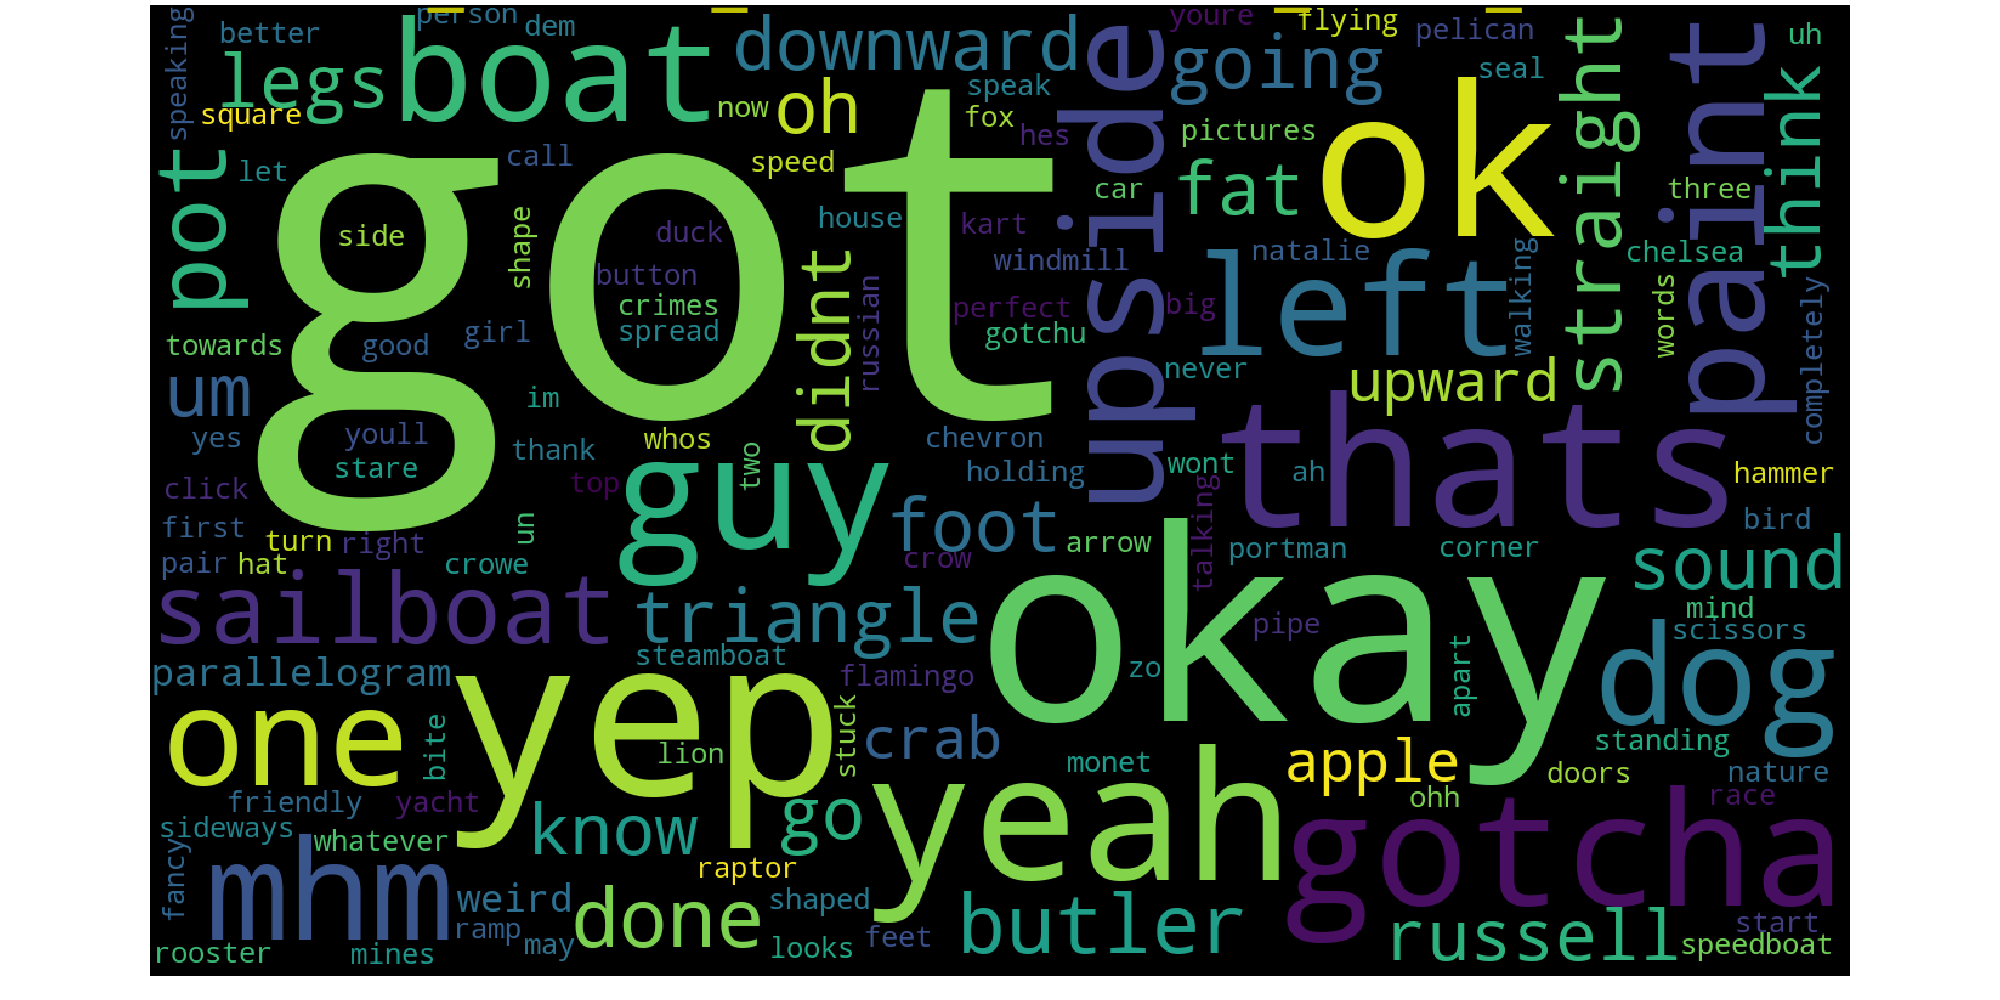 person
dem
youre
flying
pelican
uh
better
speaking
boat
downward
going
straight
paint
legs
oh
upside
ok
seal
think
square
now
speak
fox
hes
pictures
pot
let
call
got
speed
car
fat
three
side
shape
duck
house
kart
left
natalie
walking
chelsea
button
didnt
windmill
russian
words
completely
crimes
perfect
big
spread
gotchu
towards
good
girl
never
um
im
upward
yes
youll
whos
chevron
thats
stare
thank
two
holding
wont
ah
hammer
click
top
guy
foot
talking
first
un
bird
turn
right
arrow
okay
portman
corner
sound
pair
hat
crowe
crow
sailboat
triangle
pipe
mind
scissors
parallelogram
steamboat
flamingo
zo
apart
dog
one
yep
bite
lion
stuck
crab
monet
apple
standing
doors
nature
friendly
yacht
know
go
yeah
ohh
gotcha
race
sideways
whatever
fancy
mhm
raptor
weird
done
shaped
butler
russell
start
ramp
may
looks
feet
speedboat
rooster
mines